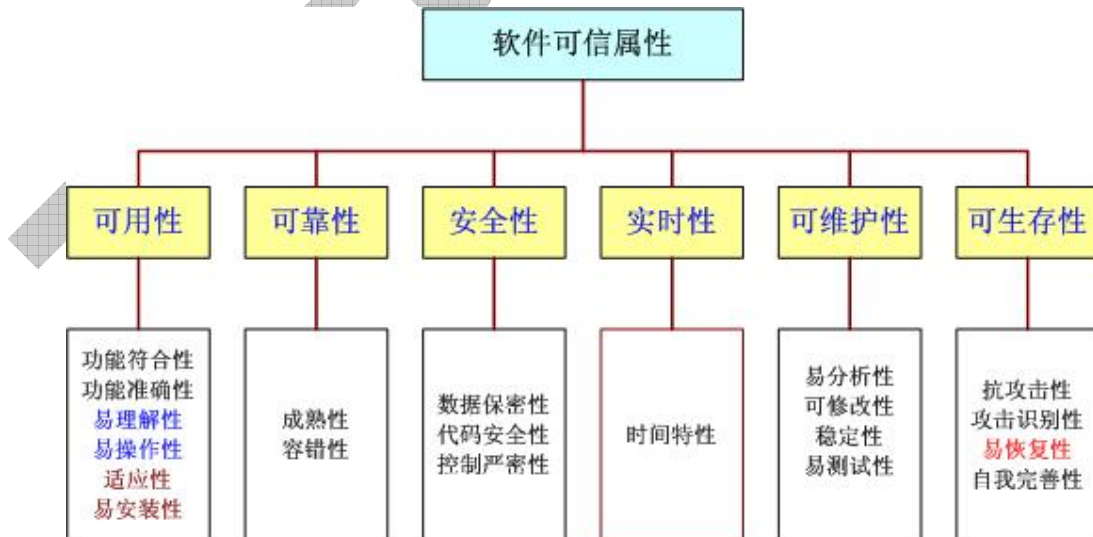 软件可信属性
可用性
可靠性
安全性
实时性
可维护性
可生存性
功能符合性
功能准确性
易理解性
易操作性
适应性
易安装性
成熟性
容错性
数据保密性
代码安全性
控制严密性
时间特性
易分析性
可修改性
稳定性
易测试性
抗攻击性
攻击识别性
易恢复性
自我完善性